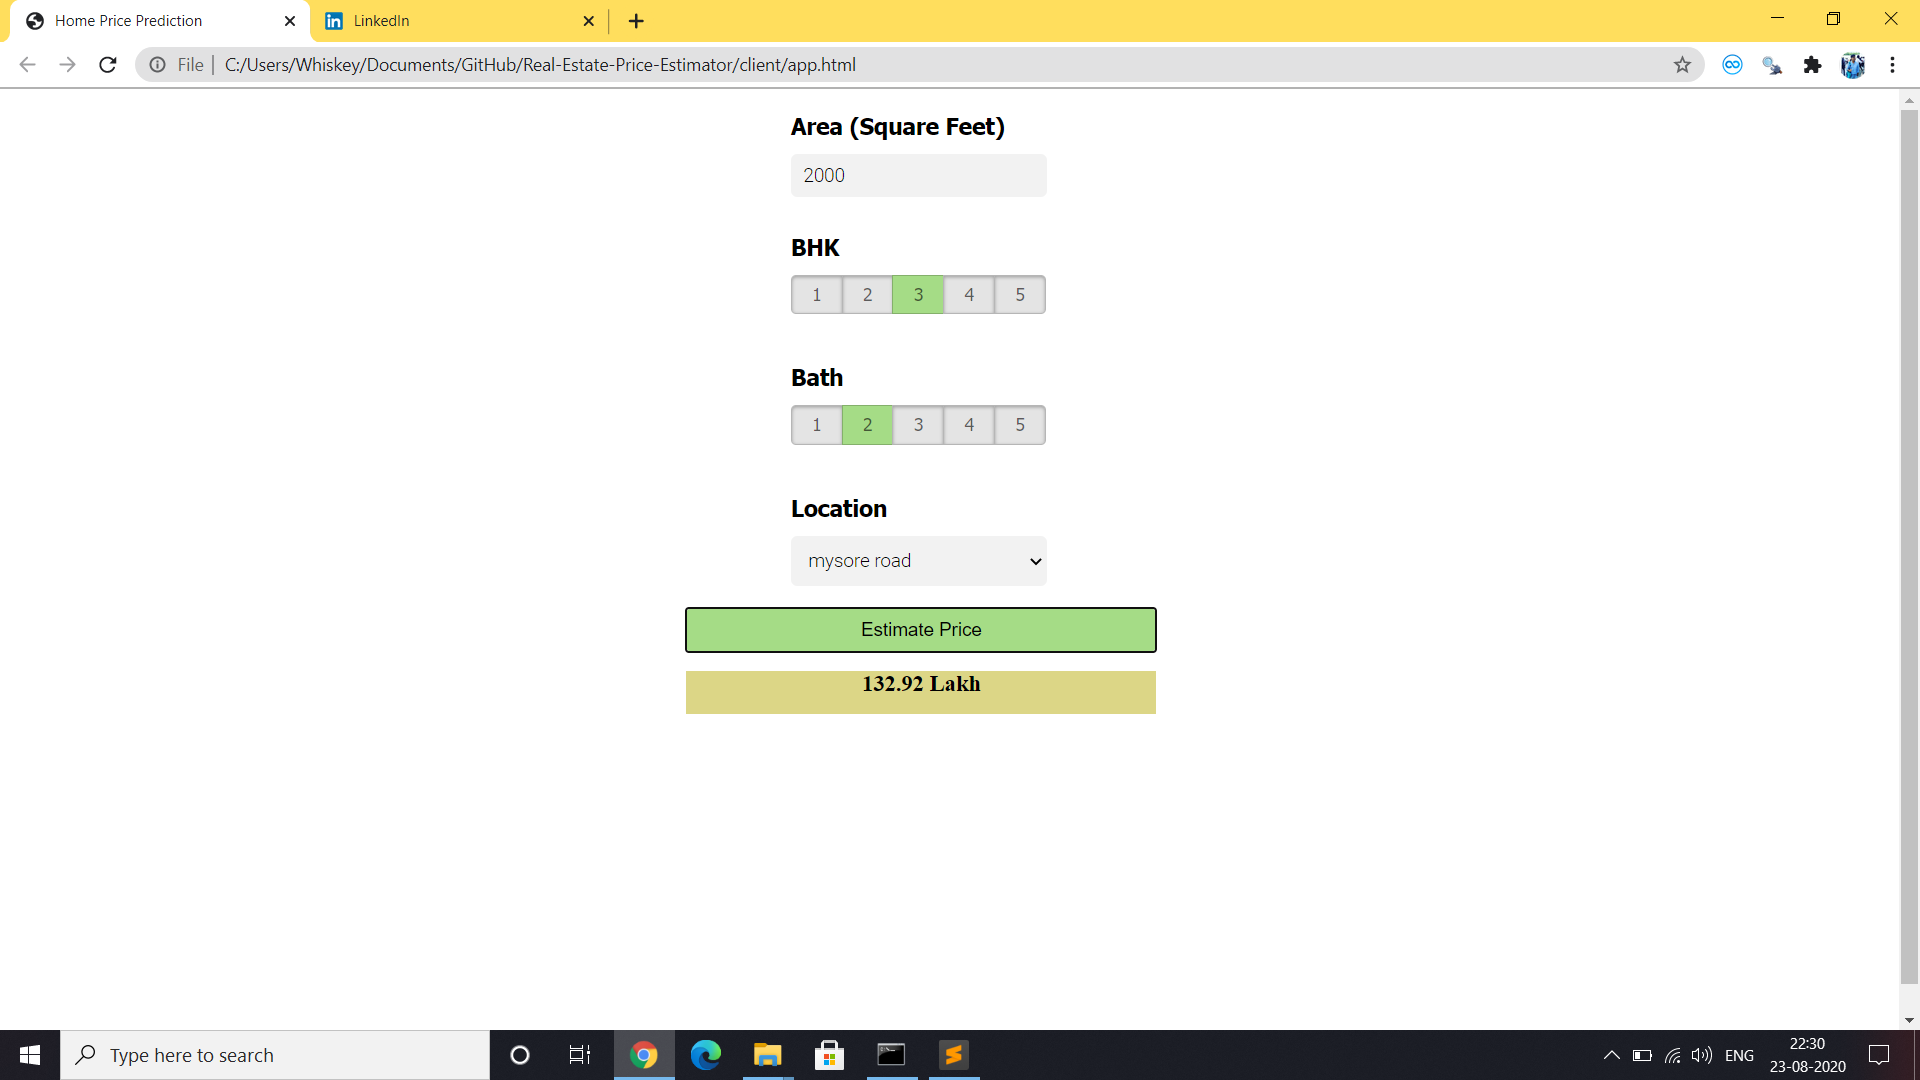 Home Price Prediction
LinkedIn
File
C:/Users/Whiskey/Documents/GitHub/Real-Estate-Price-Estimator/client/app.html
Area (Square Feet)
2000
BHK
1 2 3 4 5
Bath
1 2 3 4 5
Location
mysore road
Estimate Price
132.92 Lakh
Type here to search
ENG
22:30
23-08-2020